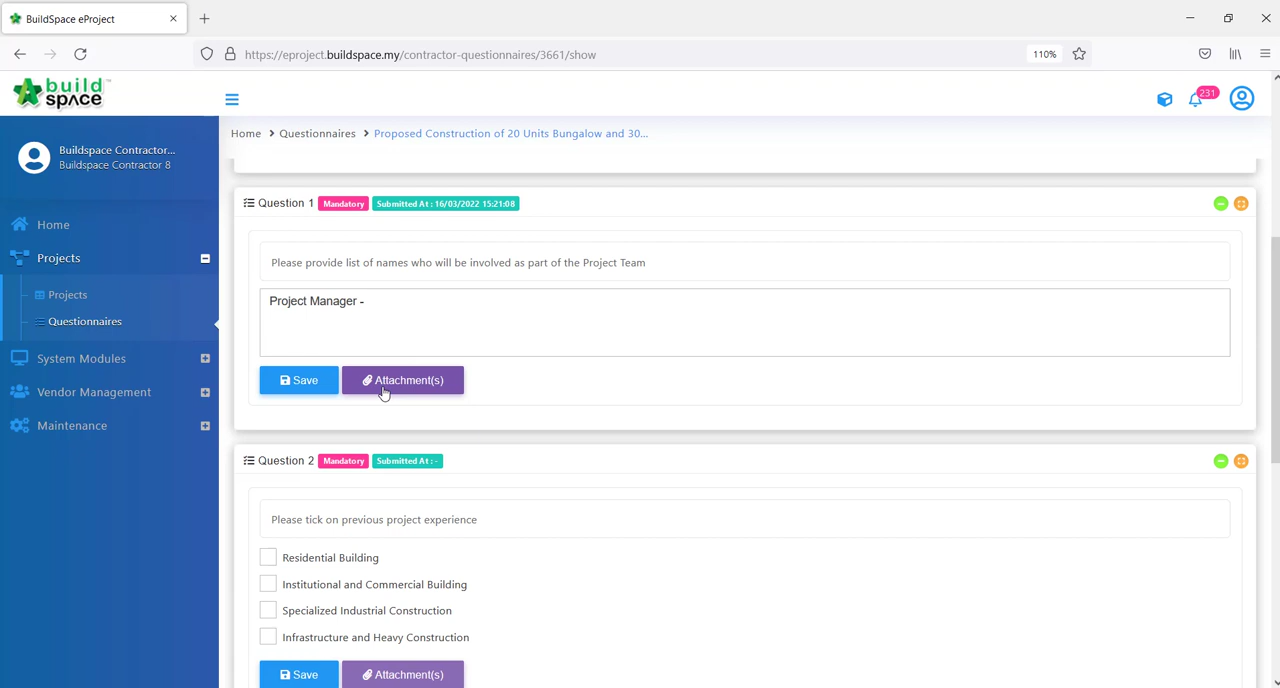 BuildSpace eProject
https://eproject.buildspace.my/contractor-questionnaires/3661/show
110%
build space™
231
Home > Questionnaires > Proposed Construction of 20 Units Bungalow and 30...
Buildspace Contractor...
Buildspace Contractor 8
Home
Projects
Projects
Questionnaires
System Modules
Vendor Management
Maintenance
Question 1 Mandatory Submitted At : 16/03/2022 15:21:08
Please provide list of names who will be involved as part of the Project Team
Project Manager -
Save Attachment(s)
Question 2 Mandatory Submitted At : -
Please tick on previous project experience
Residential Building
Institutional and Commercial Building
Specialized Industrial Construction
Infrastructure and Heavy Construction
Save Attachment(s)